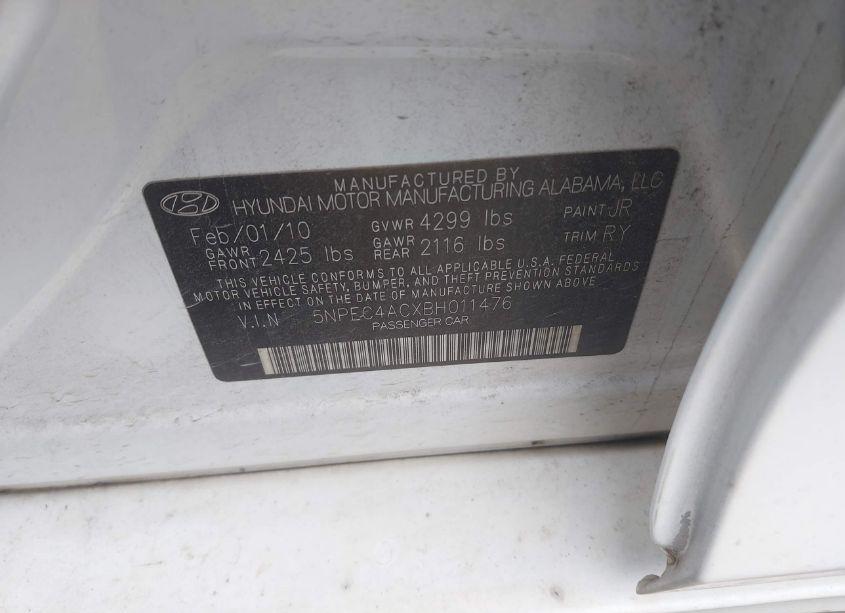 MANUFACTURED BY
HYUNDAI MOTOR MANUFACTURING ALABAMA, LLC
Feb/01/10 GVWR 4299 lbs PAINT JR
GAWR FRONT 2425 lbs GAWR REAR 2116 lbs TRIM RY
THIS VEHICLE CONFORMS TO ALL APPLICABLE U.S.A. FEDERAL
MOTOR VEHICLE SAFETY, BUMPER, AND THEFT PREVENTION STANDARDS
IN EFFECT ON THE DATE OF MANUFACTURE SHOWN ABOVE
V.I.N 5NPEC4ACXBH011476
PASSENGER CAR